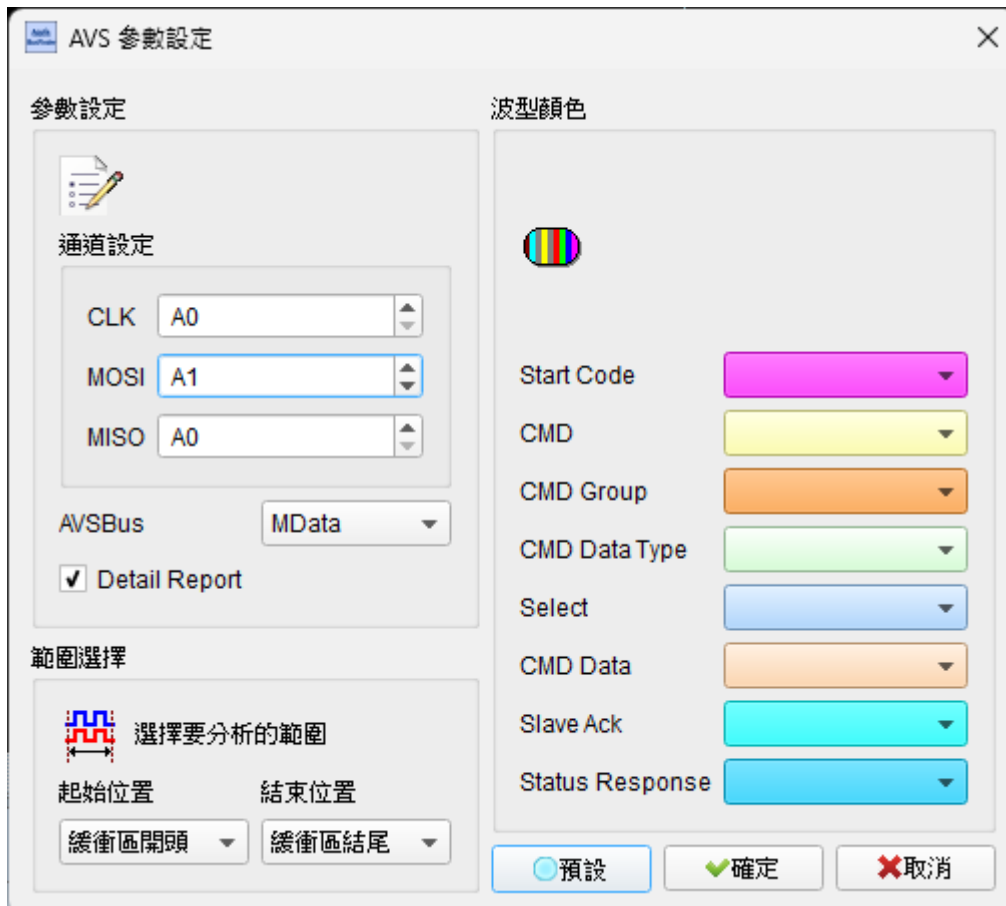 AVS 參數設定
參數設定
通道設定
CLK A0
MOSI A1
MISO A0
AVSBus MData
Detail Report
範圍選擇
選擇要分析的範圍
起始位置 結束位置
緩衝區開頭 緩衝區結尾
波型顏色
Start Code
CMD
CMD Group
CMD Data Type
Select
CMD Data
Slave Ack
Status Response
預設 確定 取消